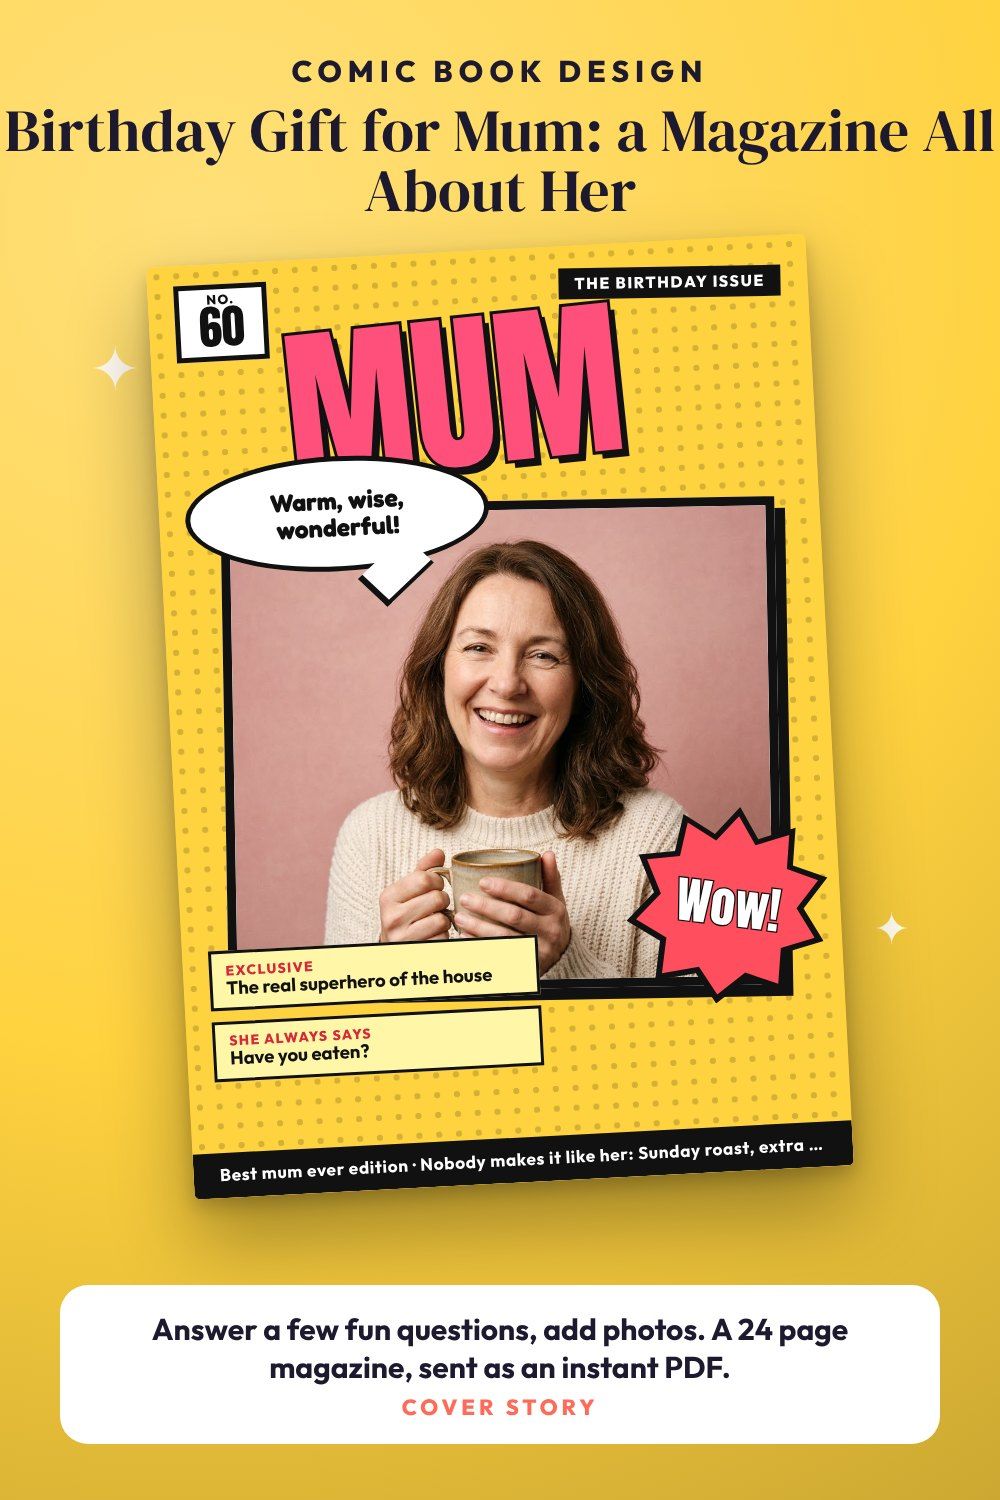 COMIC BOOK DESIGN
Birthday Gift for Mum: a Magazine All
About Her
NO.
60
THE BIRTHDAY ISSUE
MUM
Warm, wise,
wonderful!
Wow!
EXCLUSIVE
The real superhero of the house
SHE ALWAYS SAYS
Have you eaten?
Best mum ever edition · Nobody makes it like her: Sunday roast, extra ...
Answer a few fun questions, add photos. A 24 page
magazine, sent as an instant PDF.
COVER STORY